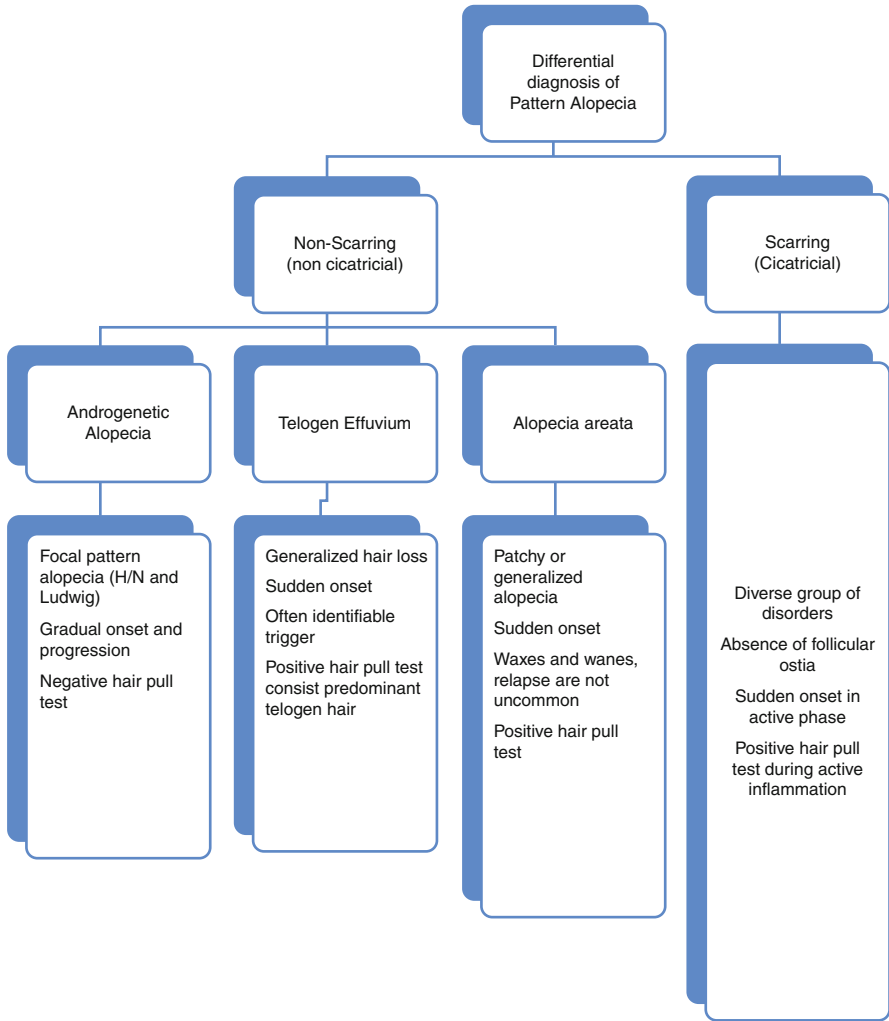 Differential
diagnosis of
Pattern Alopecia
Non-Scarring
(non cicatricial)
Scarring
(Cicatricial)
Androgenetic
Alopecia
Telogen Effuvium
Alopecia areata
Focal pattern
alopecia (H/N and
Ludwig)
Gradual onset and
progression
Negative hair pull
test
Generalized hair loss
Sudden onset
Often identifiable
trigger
Positive hair pull test
consist predominant
telogen hair
Patchy or
generalized
alopecia
Sudden onset
Waxes and wanes,
relapse are not
uncommon
Positive hair pull
test
Diverse group of
disorders
Absence of follicular
ostia
Sudden onset in
active phase
Positive hair pull
test during active
inflammation